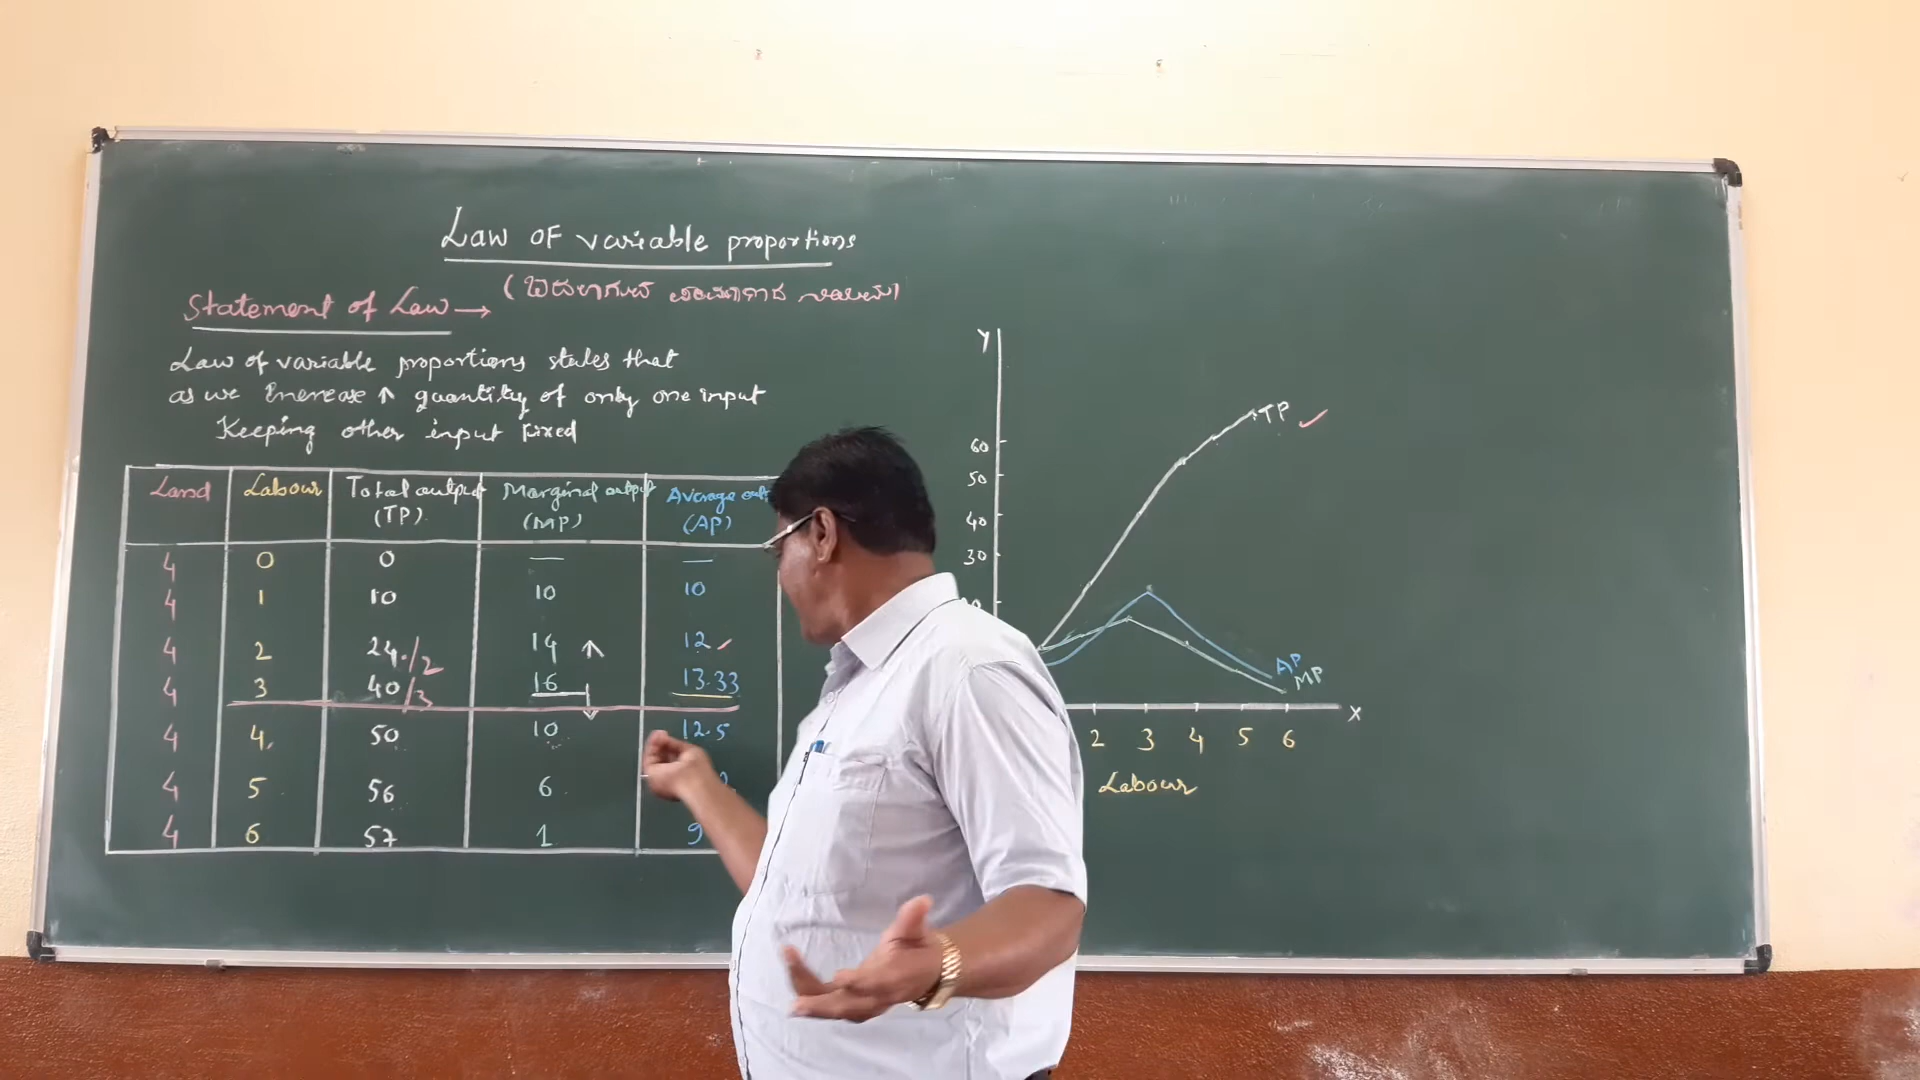 Law of variable proportions
(ಬದಲಾಗುವ
Statement of Law →
Law of variable proportions states that
as we Increase ↑ quantity of only one input
Keeping other input fixed
Land Labour Total output (TP) Marginal output (MP) Average out (AP)
4 0 0 — —
4 1 10 10 10
4 2 24./2 14 ↑ 12 ✓
4 3 40/3 16 ↓ 13.33
4 4. 50 10 12.5
4 5 56 6
4 6 57 1 9
Y
60
50
40
30
TP ✓
AP
MP
X
2 3 4 5 6
Labour